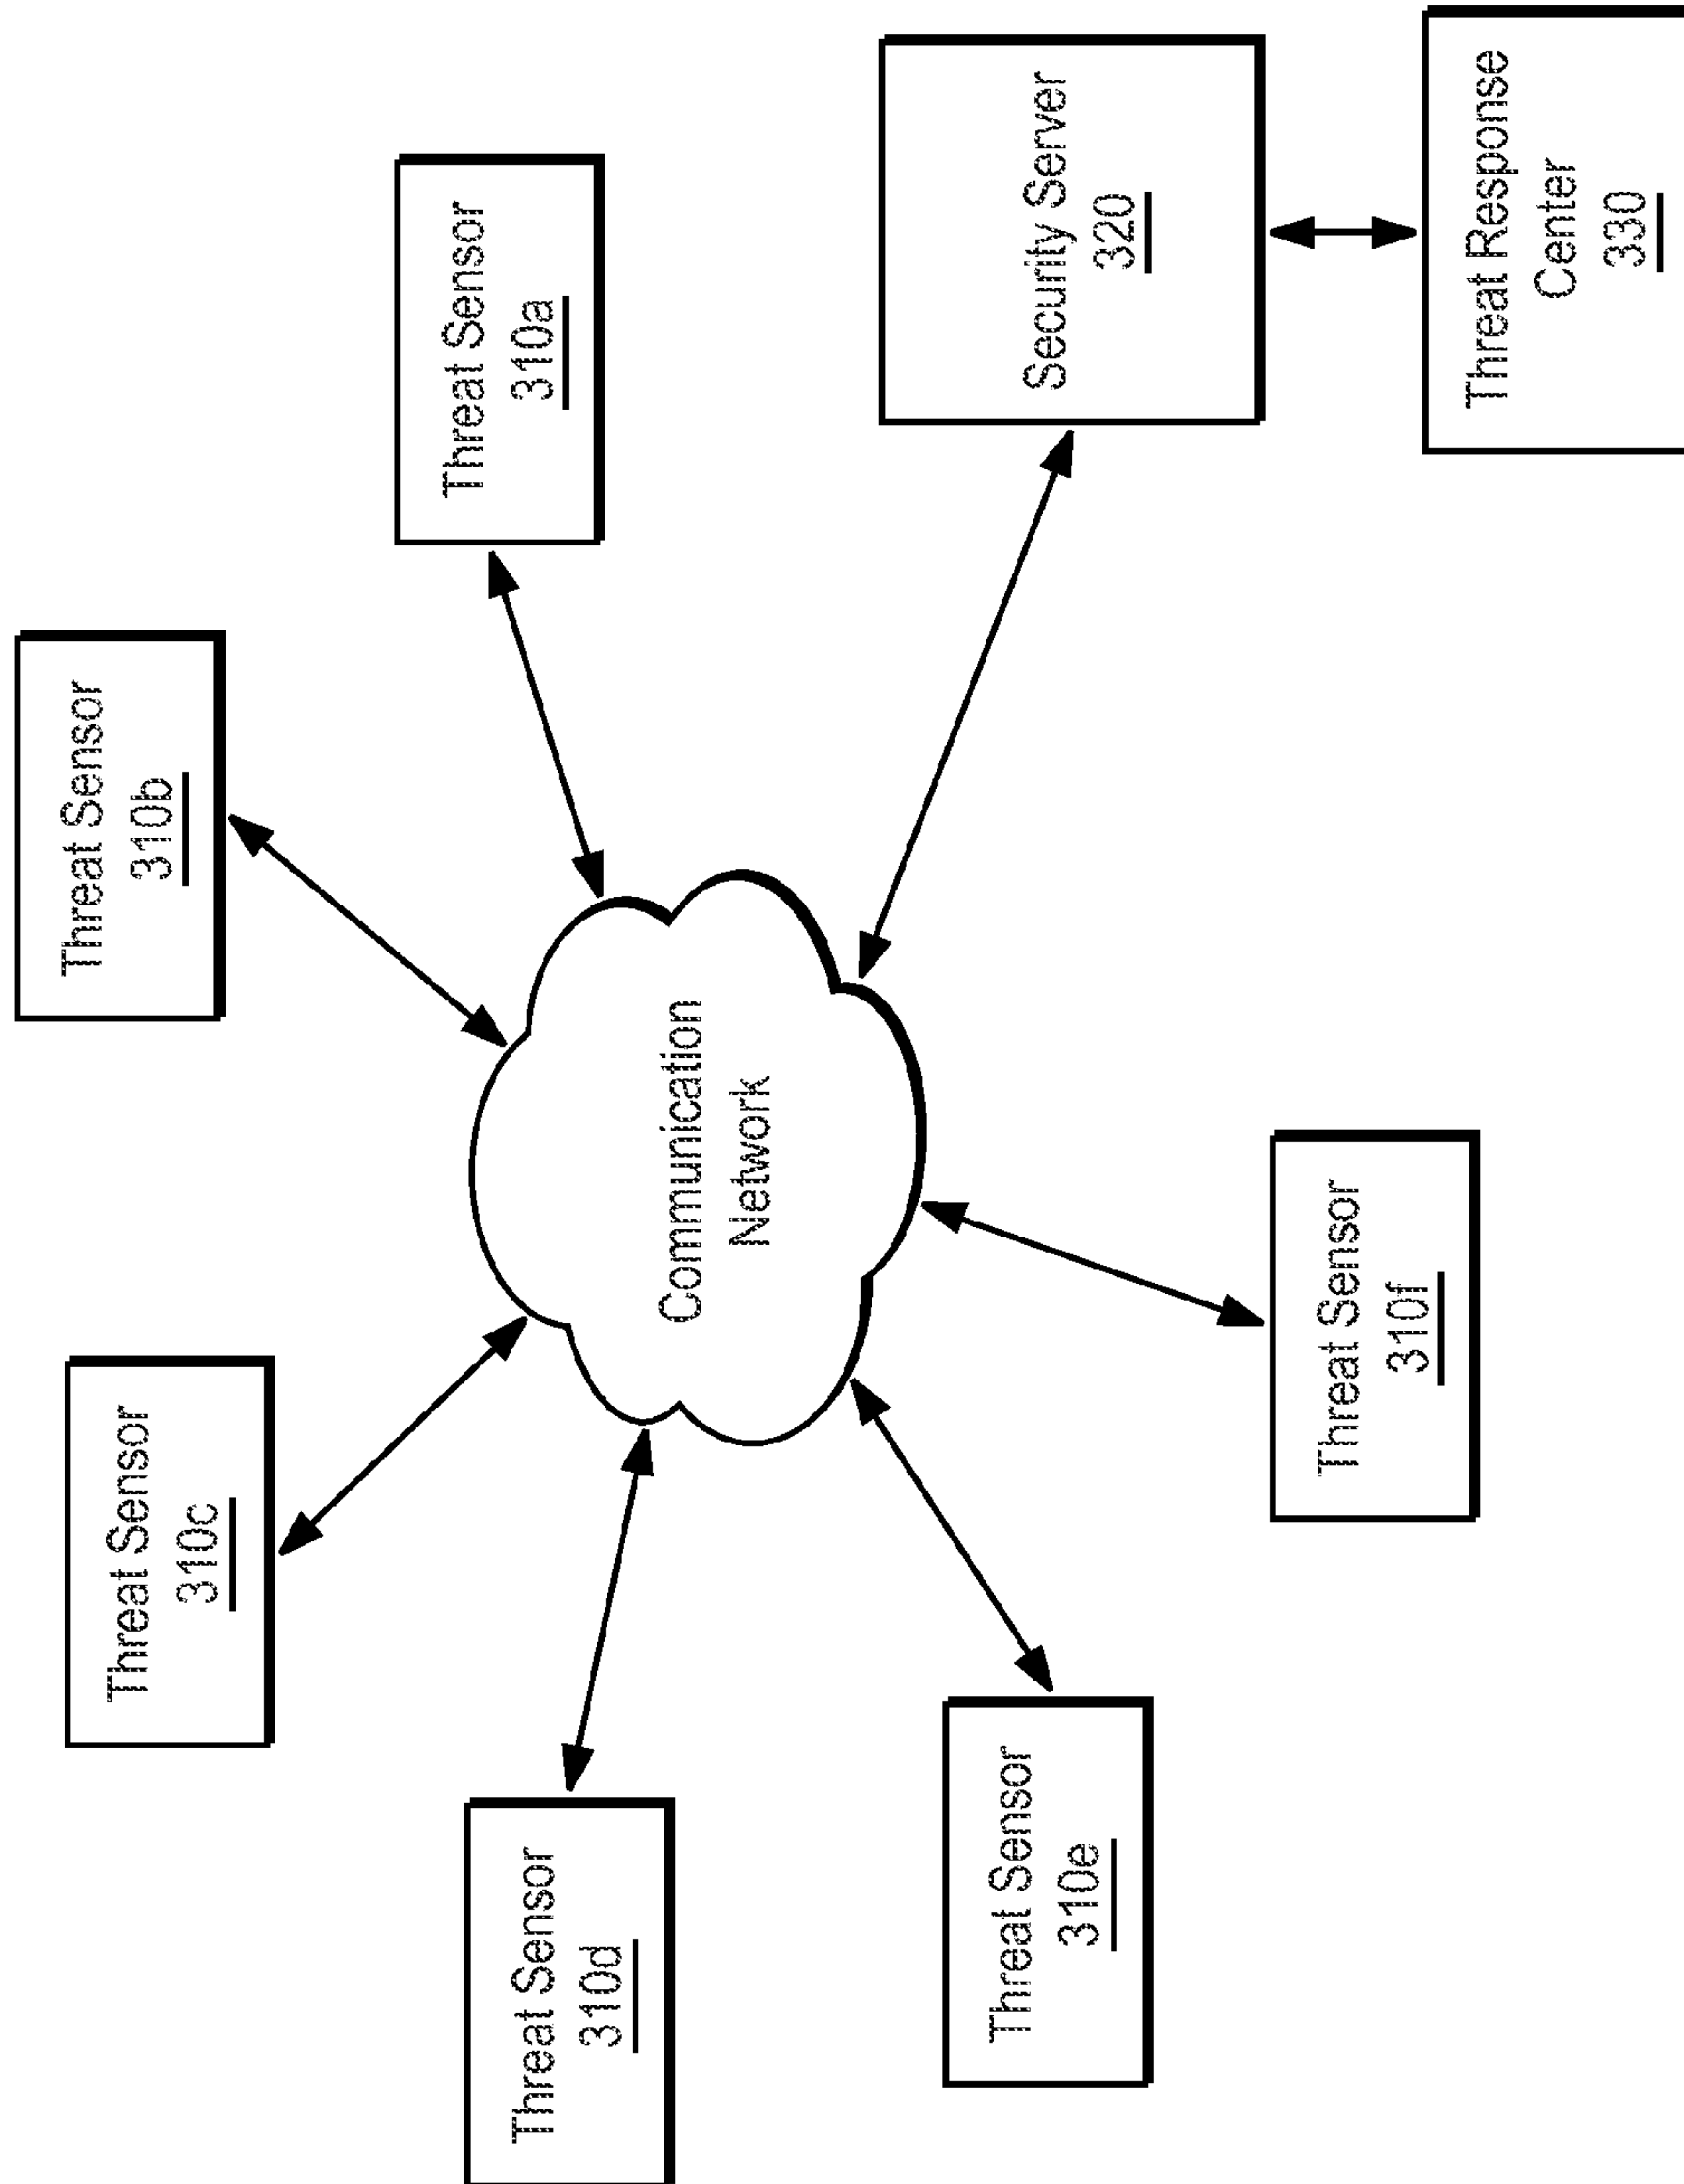 Threat Sensor
310c
Threat Sensor
310b
Threat Sensor
310d
Communication
Network
Threat Sensor
310a
Threat Sensor
310e
Security Server
320
Threat Sensor
310f
Threat Response
Center
330